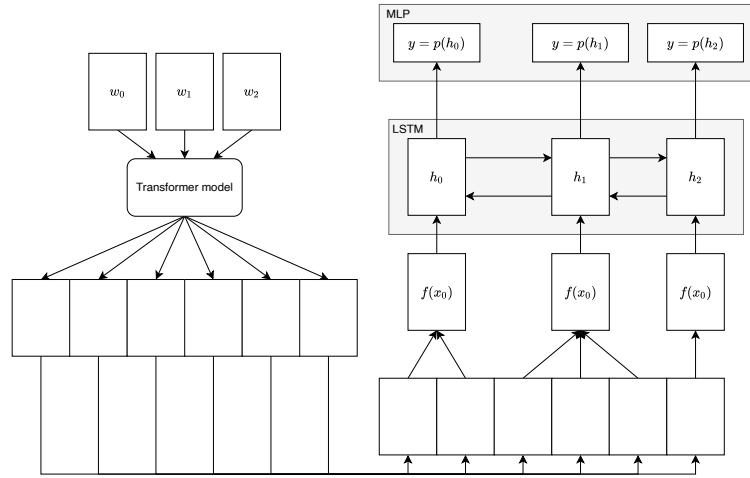 MLP
y = p(h₀)
y = p(h₁)
y = p(h₂)
w₀
w₁
w₂
LSTM
Transformer model
h₀
h₁
h₂
f(x₀)
f(x₀)
f(x₀)